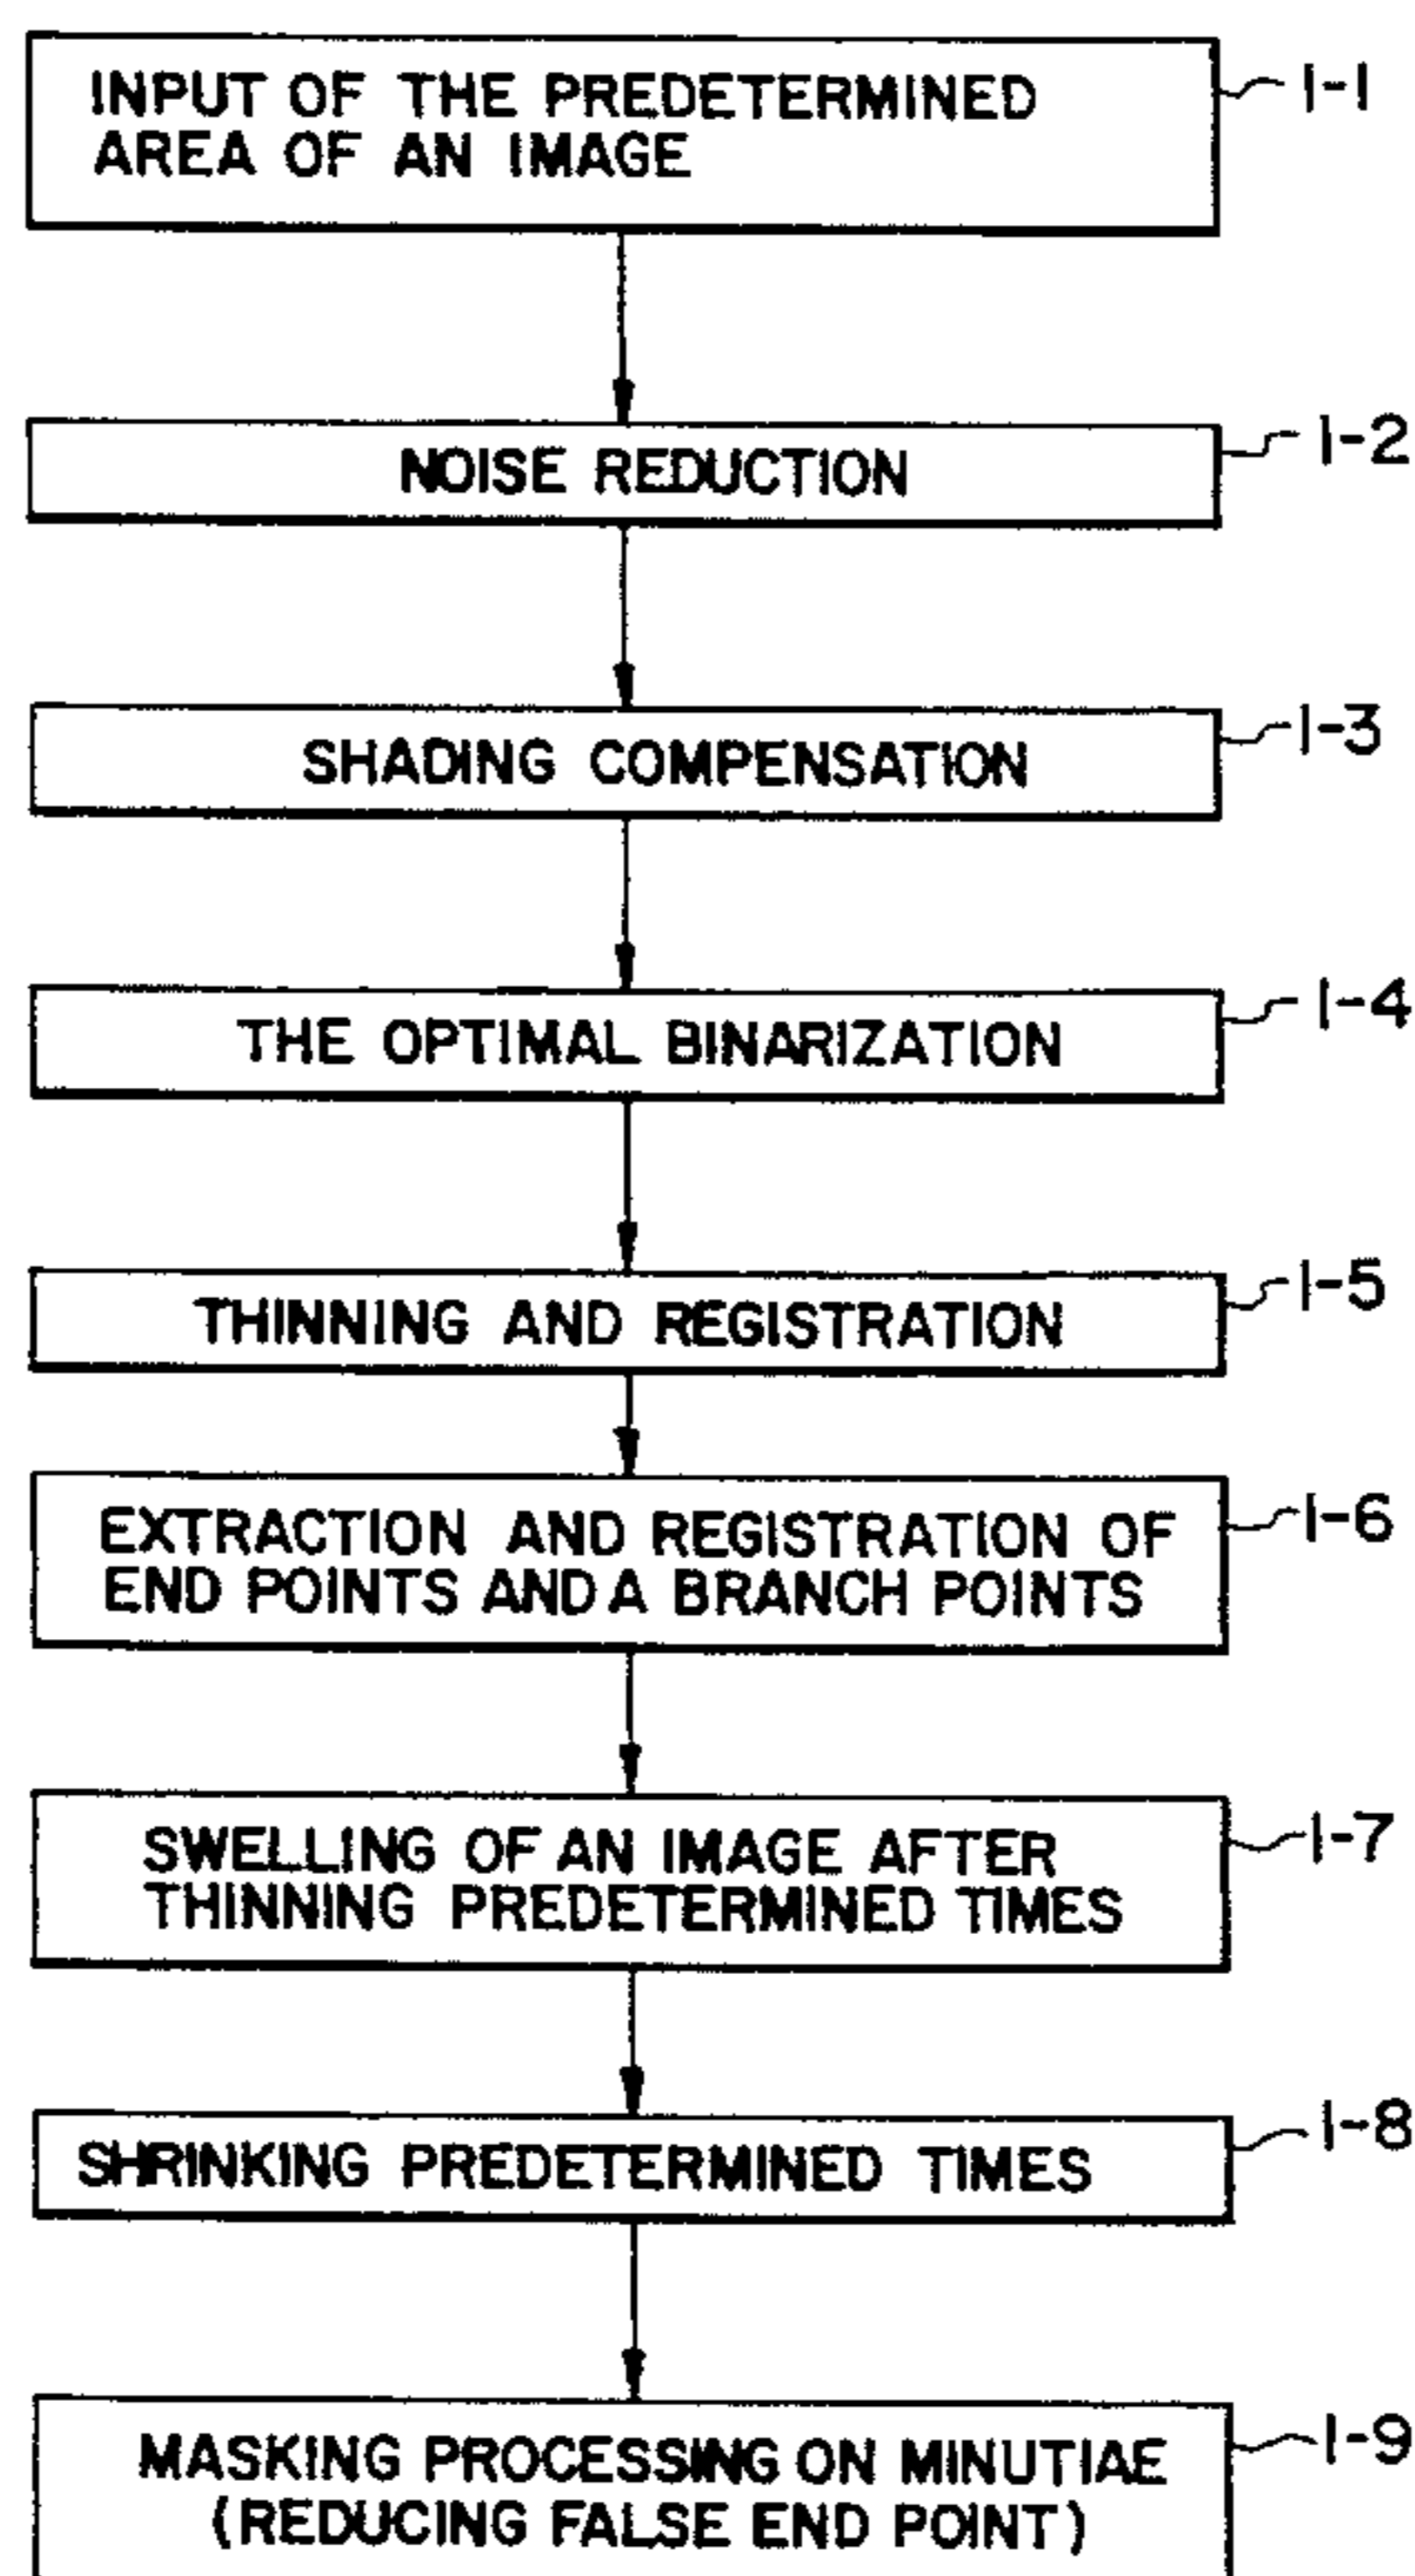 INPUT OF THE PREDETERMINED
AREA OF AN IMAGE
1-1
NOISE REDUCTION
1-2
SHADING COMPENSATION
1-3
THE OPTIMAL BINARIZATION
1-4
THINNING AND REGISTRATION
1-5
EXTRACTION AND REGISTRATION OF
END POINTS AND A BRANCH POINTS
1-6
SWELLING OF AN IMAGE AFTER
THINNING PREDETERMINED TIMES
1-7
SHRINKING PREDETERMINED TIMES
1-8
MASKING PROCESSING ON MINUTIAE
(REDUCING FALSE END POINT)
1-9